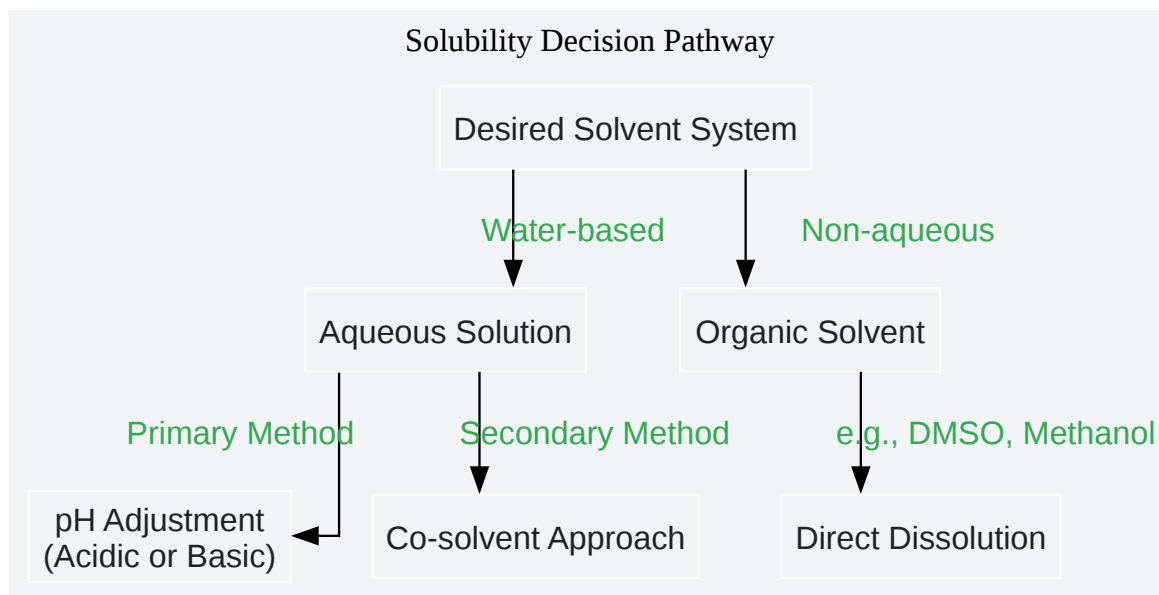 Solubility Decision Pathway
Desired Solvent System
Water-based
Non-aqueous
Aqueous Solution
Organic Solvent
Primary Method
Secondary Method
e.g., DMSO, Methanol
pH Adjustment
(Acidic or Basic)
Co-solvent Approach
Direct Dissolution